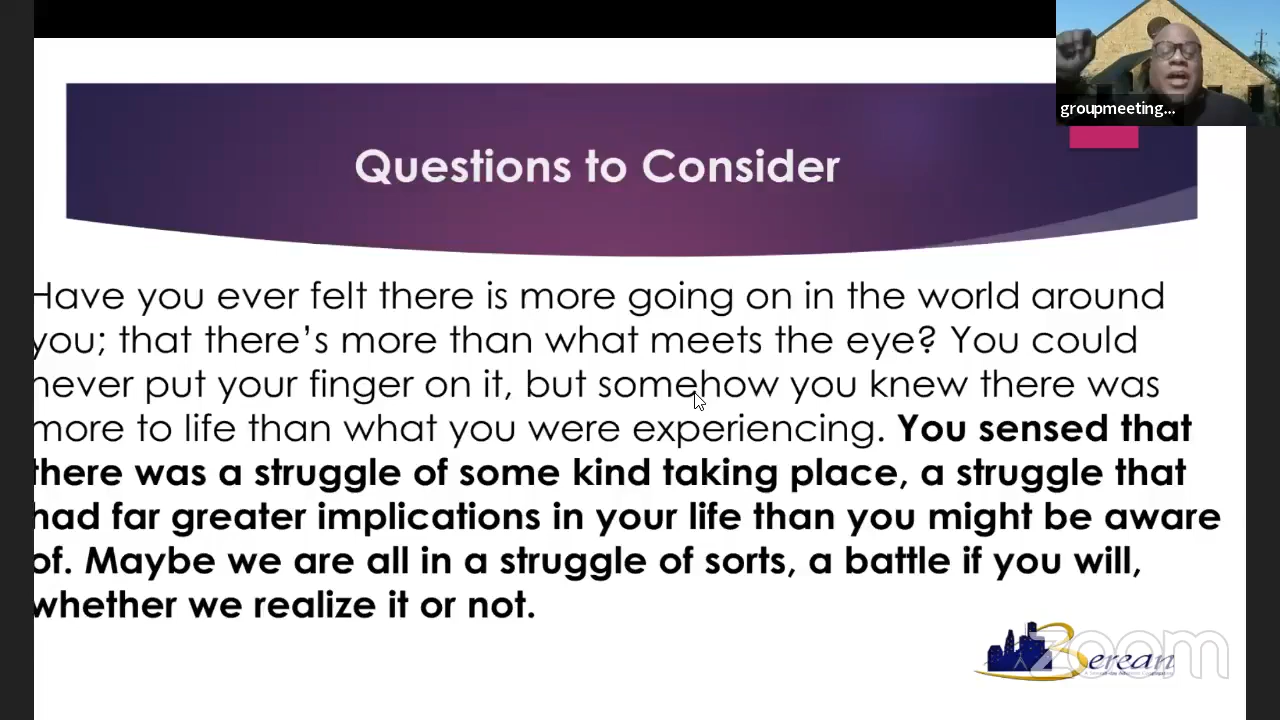 groupmeeting...
Questions to Consider
Have you ever felt there is more going on in the world around
you; that there's more than what meets the eye? You could
never put your finger on it, but somehow you knew there was
more to life than what you were experiencing. You sensed that
there was a struggle of some kind taking place, a struggle that
had far greater implications in your life than you might be aware
of. Maybe we are all in a struggle of sorts, a battle if you will,
whether we realize it or not.
zoom
Berean